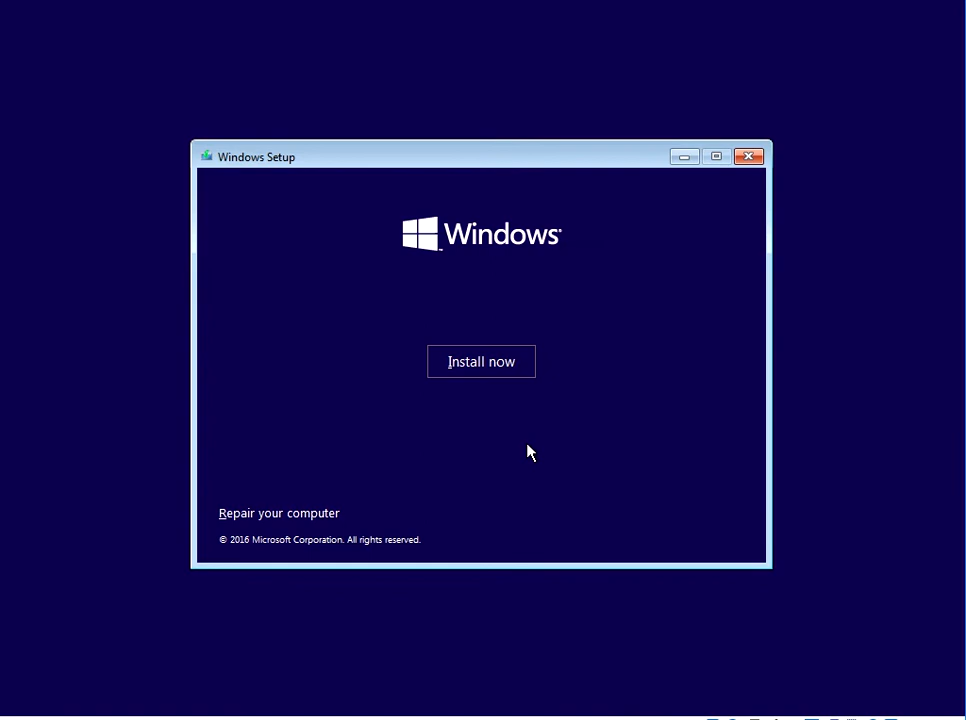 Windows Setup
Windows
Install now
Repair your computer
© 2016 Microsoft Corporation. All rights reserved.